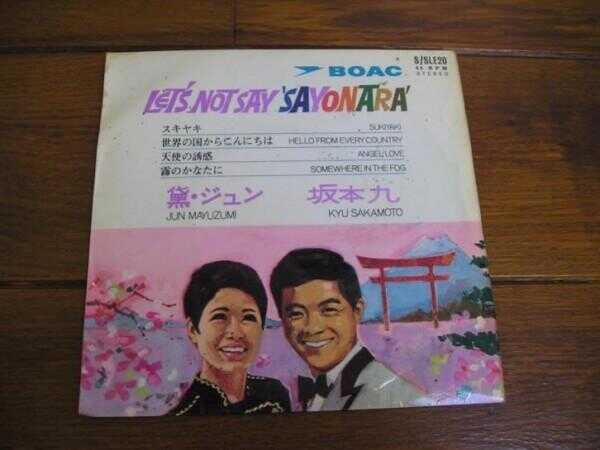 BOAC
S/SLE20
45 RPM
STEREO
LET'S NOT SAY 'SAYONARA'
スキヤキ SUKIYAKI
世界の国からこんにちは HELLO FROM EVERY COUNTRY
天使の誘惑 ANGEL LOVE
霧のかなたに SOMEWHERE IN THE FOG
黛・ジュン 坂本九
JUN MAYUZUMI KYU SAKAMOTO